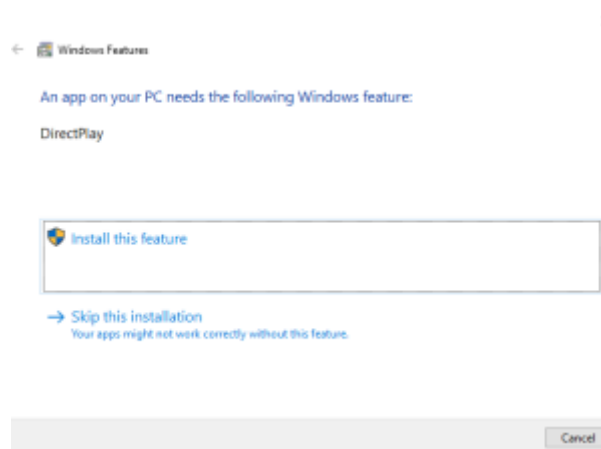 Windows Features
An app on your PC needs the following Windows feature:
DirectPlay
Install this feature
Skip this installation
Your apps might not work correctly without this feature.
Cancel